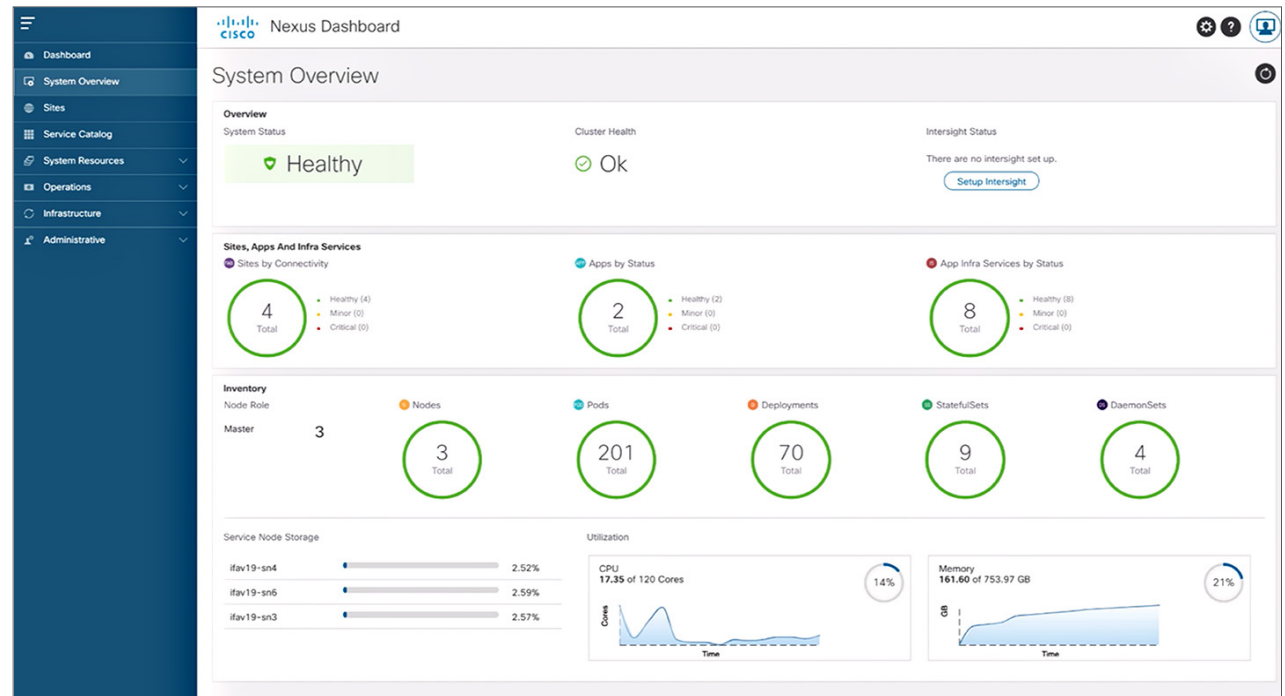 CISCO Nexus Dashboard
?
Dashboard
System Overview
Sites
Service Catalog
System Resources
Operations
Infrastructure
Administrative
System Overview
Overview
System Status
Healthy
Cluster Health
Ok
Intersight Status
There are no intersight set up.
Setup Intersight
Sites, Apps And Infra Services
Sites by Connectivity
4
Total
Healthy (4)
Minor (0)
Critical (0)
APP Apps by Status
2
Total
Healthy (2)
Minor (0)
Critical (0)
App Infra Services by Status
8
Total
Healthy (8)
Minor (0)
Critical (0)
Inventory
Node Role
Master 3
Nodes
3
Total
POD Pods
201
Total
D Deployments
70
Total
SS StatefulSets
9
Total
DS DaemonSets
4
Total
Service Node Storage
ifav19-sn4 2.52%
ifav19-sn6 2.59%
ifav19-sn3 2.57%
Utilization
CPU
17.35 of 120 Cores
14%
Cores
Time
Memory
161.60 of 753.97 GB
21%
GB
Time